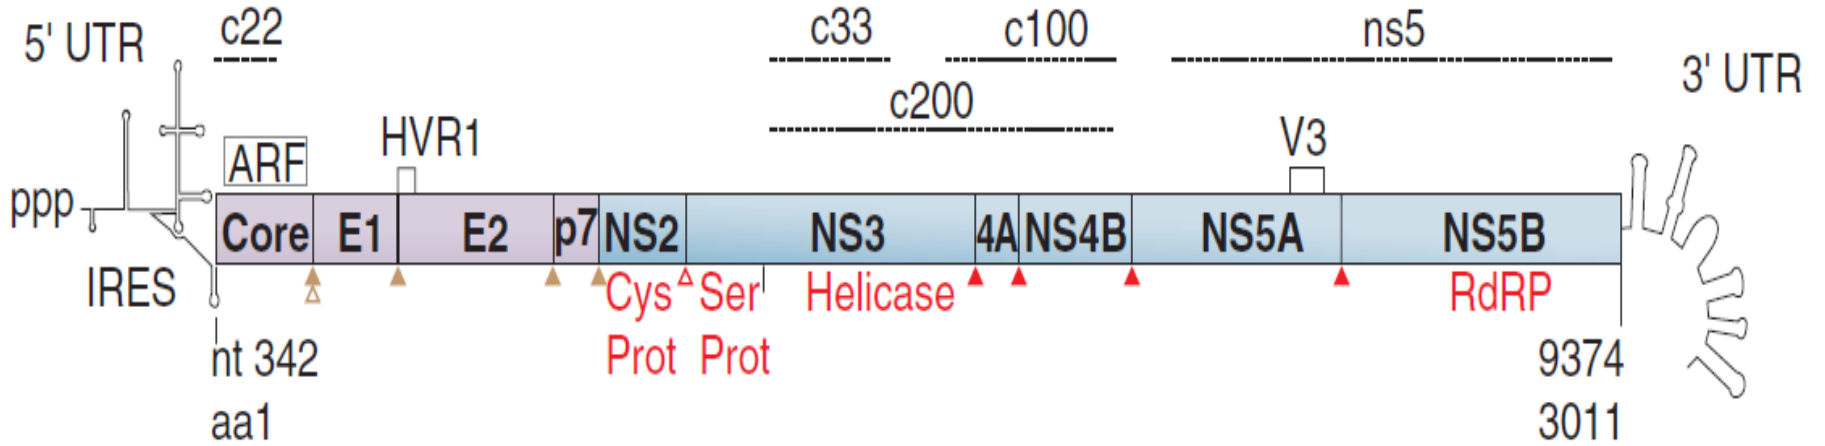 5' UTR
c22
c33
c100
ns5
3' UTR
c200
HVR1
V3
ARF
ppp
Core E1 E2 p7 NS2 NS3 4A NS4B NS5A NS5B
IRES
Cys Ser Helicase RdRP
Prot Prot
nt 342 9374
aa1 3011